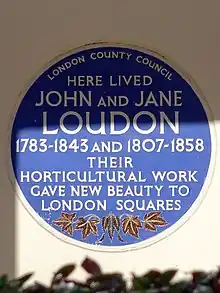 LONDON COUNTY COUNCIL
HERE LIVED
JOHN AND JANE
LOUDON
1783-1843 AND 1807-1858
THEIR
HORTICULTURAL WORK
GAVE NEW BEAUTY TO
LONDON SQUARES